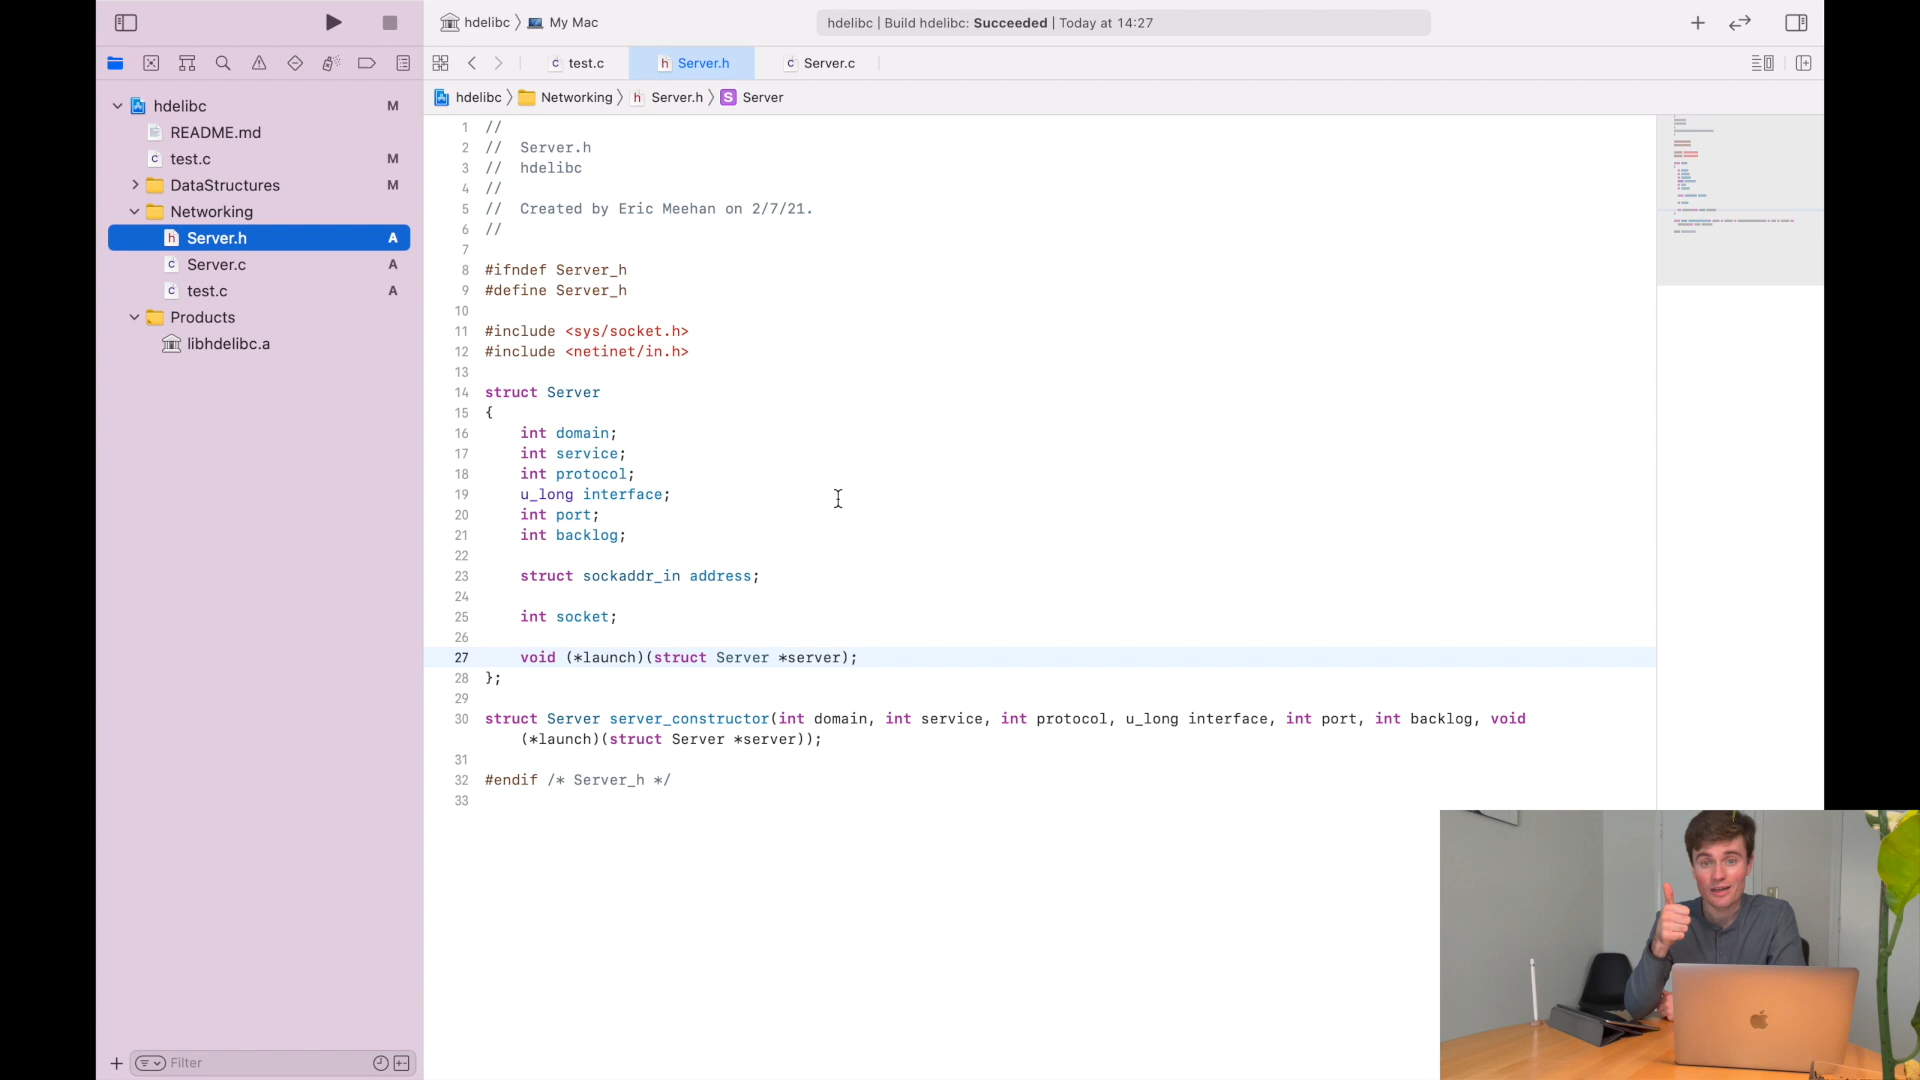 hdelibc 〉 My Mac
hdelibc | Build hdelibc: Succeeded | Today at 14:27
test.c
Server.h
Server.c
hdelibc 〉 Networking 〉 h Server.h 〉 S Server
hdelibc M
README.md
test.c M
DataStructures M
Networking
Server.h A
Server.c A
test.c A
Products
libhdelibc.a
Filter
1 //
2 //  Server.h
3 //  hdelibc
4 //
5 //  Created by Eric Meehan on 2/7/21.
6 //
7
8 #ifndef Server_h
9 #define Server_h
10
11 #include <sys/socket.h>
12 #include <netinet/in.h>
13
14 struct Server
15 {
16     int domain;
17     int service;
18     int protocol;
19     u_long interface;
20     int port;
21     int backlog;
22
23     struct sockaddr_in address;
24
25     int socket;
26
27     void (*launch)(struct Server *server);
28 };
29
30 struct Server server_constructor(int domain, int service, int protocol, u_long interface, int port, int backlog, void
    (*launch)(struct Server *server));
31
32 #endif /* Server_h */
33